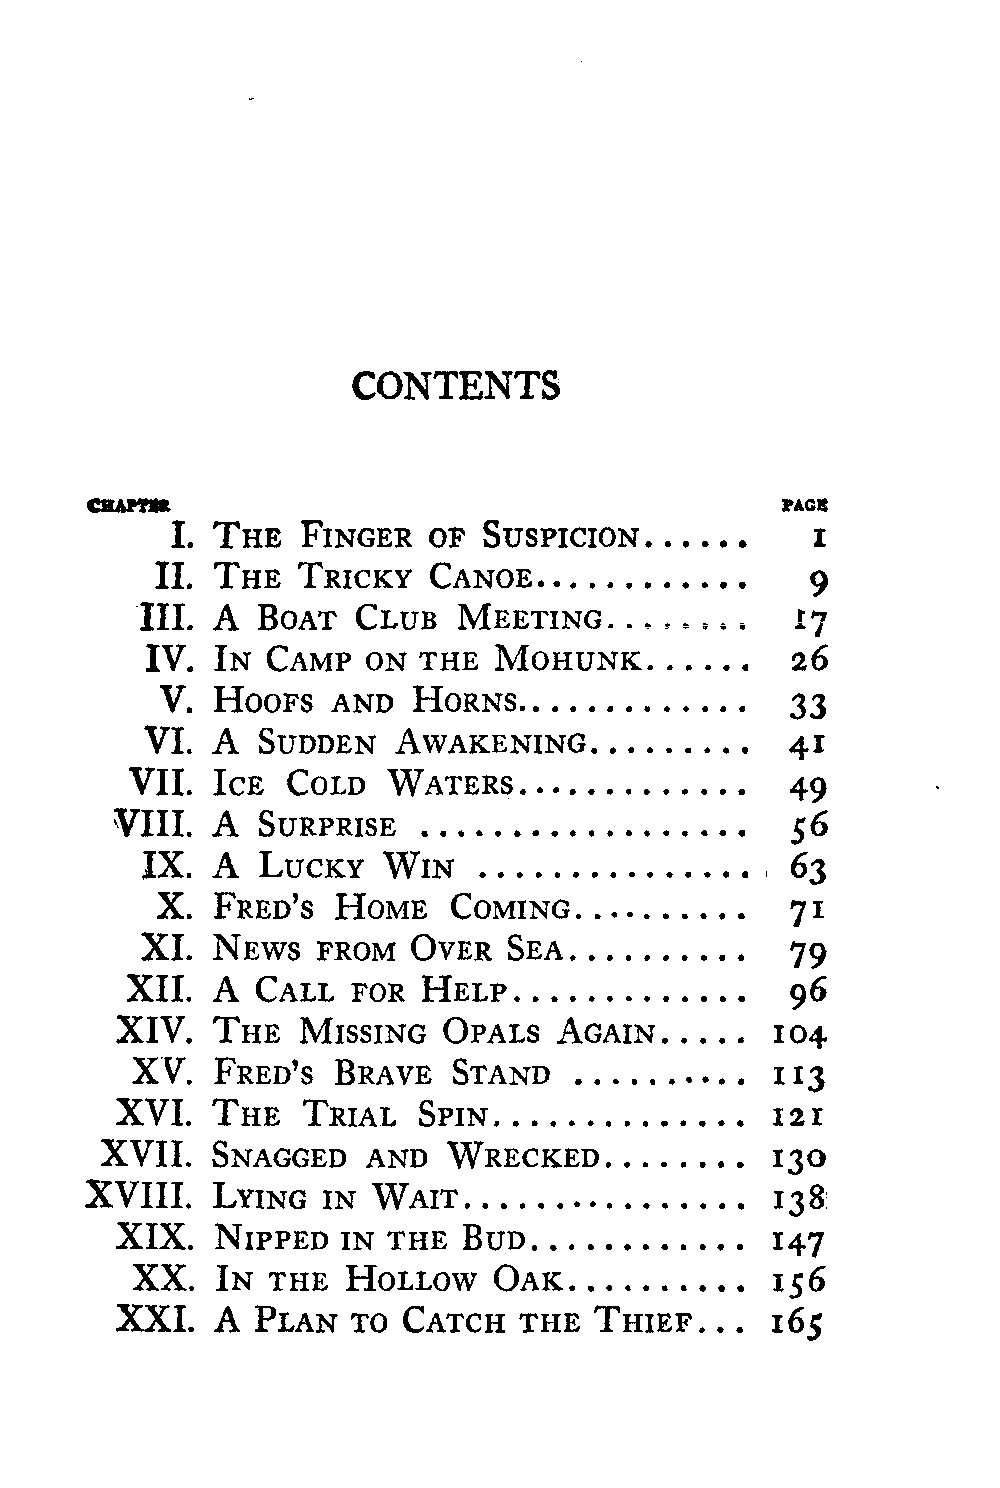 CONTENTS
CHAPTER PAGE
I. THE FINGER OF SUSPICION...... 1
II. THE TRICKY CANOE............ 9
III. A BOAT CLUB MEETING........ 17
IV. IN CAMP ON THE MOHUNK...... 26
V. HOOFS AND HORNS............. 33
VI. A SUDDEN AWAKENING......... 41
VII. ICE COLD WATERS............. 49
VIII. A SURPRISE .................. 56
IX. A LUCKY WIN ............... 63
X. FRED'S HOME COMING.......... 71
XI. NEWS FROM OVER SEA.......... 79
XII. A CALL FOR HELP............. 96
XIV. THE MISSING OPALS AGAIN..... 104
XV. FRED'S BRAVE STAND .......... 113
XVI. THE TRIAL SPIN.............. 121
XVII. SNAGGED AND WRECKED........ 130
XVIII. LYING IN WAIT................ 138
XIX. NIPPED IN THE BUD............ 147
XX. IN THE HOLLOW OAK.......... 156
XXI. A PLAN TO CATCH THE THIEF... 165